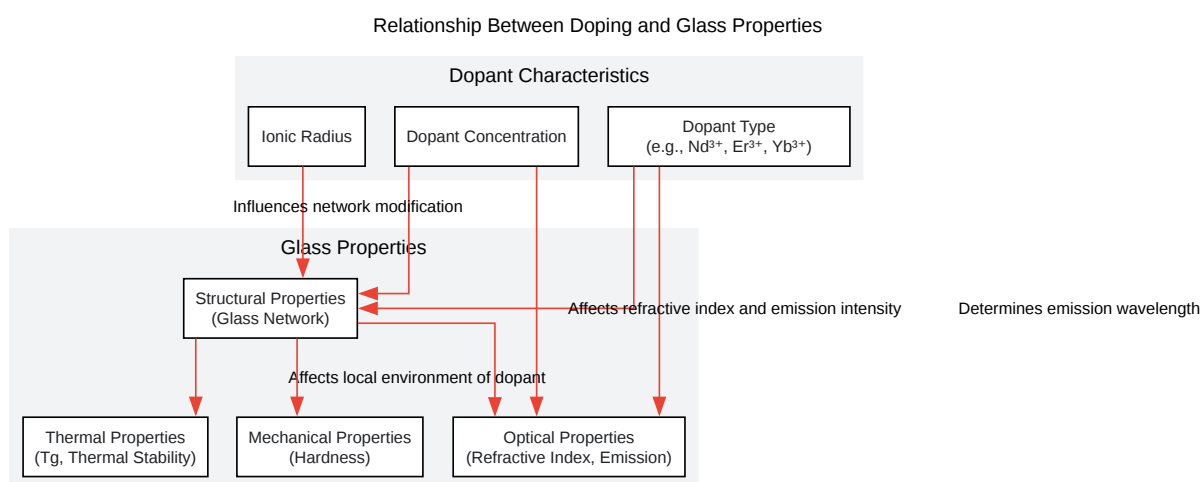 Relationship Between Doping and Glass Properties
Dopant Characteristics
Ionic Radius
Dopant Concentration
Dopant Type
(e.g., Nd³⁺, Er³⁺, Yb³⁺)
Influences network modification
Glass Properties
Structural Properties
(Glass Network)
Affects refractive index and emission intensity
Determines emission wavelength
Affects local environment of dopant
Thermal Properties
(Tg, Thermal Stability)
Mechanical Properties
(Hardness)
Optical Properties
(Refractive Index, Emission)